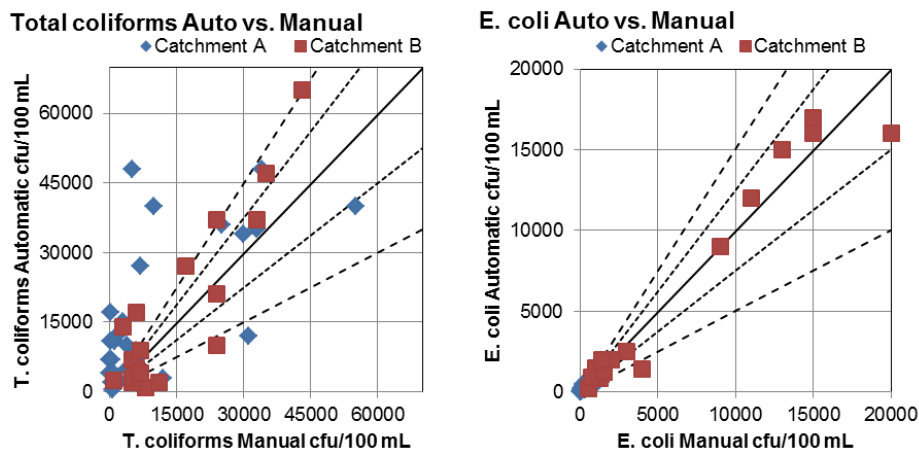 Total coliforms Auto vs. Manual
Catchment A
Catchment B
T. coliforms Automatic cfu/100 mL
60000
45000
30000
15000
0
0
15000
30000
45000
60000
T. coliforms Manual cfu/100 mL
E. coli Auto vs. Manual
Catchment A
Catchment B
E. coli Automatic cfu/100 mL
20000
15000
10000
5000
0
0
5000
10000
15000
20000
E. coli Manual cfu/100 mL